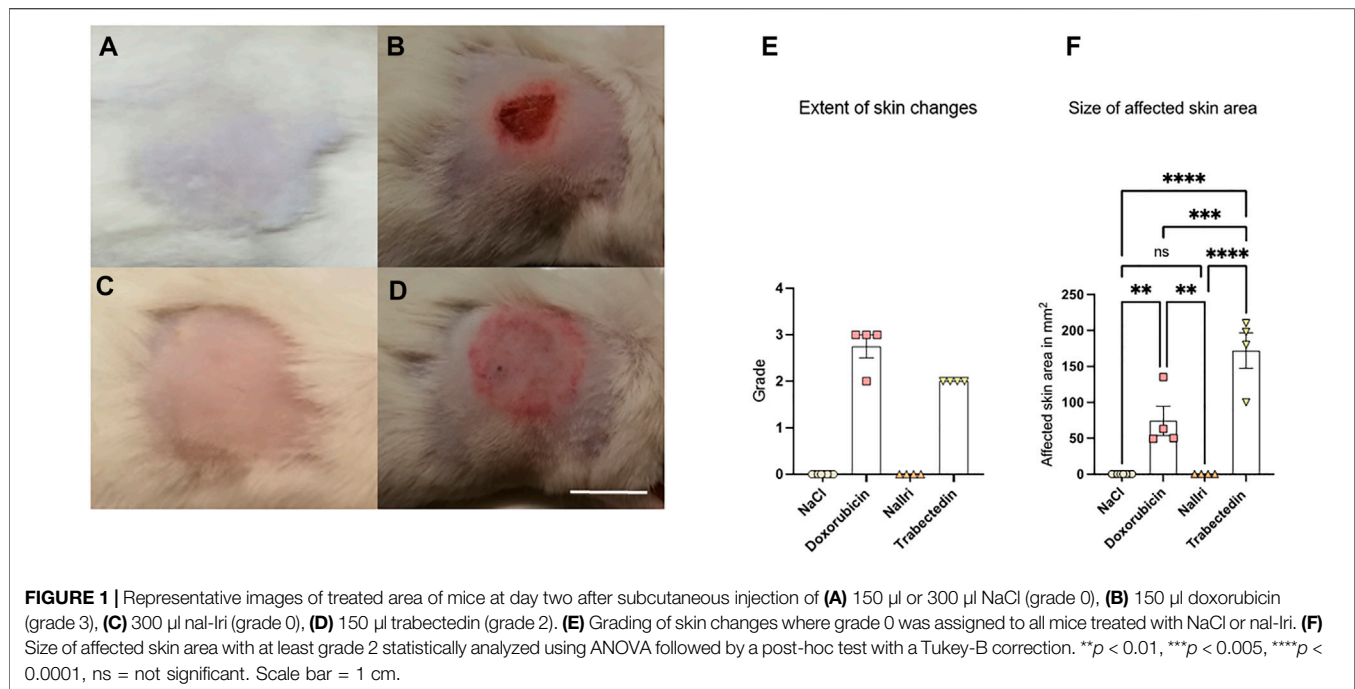 A
B
C
D
E
Extent of skin changes
4
3
2
1
0
Grade
NaCl
Doxorubicin
NalIri
Trabectedin
F
Size of affected skin area
****
***
ns
****
**
**
250
200
150
100
50
0
Affected skin area in mm²
NaCl
Doxorubicin
NalIri
Trabectedin
FIGURE 1 | Representative images of treated area of mice at day two after subcutaneous injection of (A) 150 µl or 300 µl NaCl (grade 0), (B) 150 µl doxorubicin
(grade 3), (C) 300 µl nal-Iri (grade 0), (D) 150 µl trabectedin (grade 2). (E) Grading of skin changes where grade 0 was assigned to all mice treated with NaCl or nal-Iri. (F)
Size of affected skin area with at least grade 2 statistically analyzed using ANOVA followed by a post-hoc test with a Tukey-B correction. **p < 0.01, ***p < 0.005, ****p <
0.0001, ns = not significant. Scale bar = 1 cm.